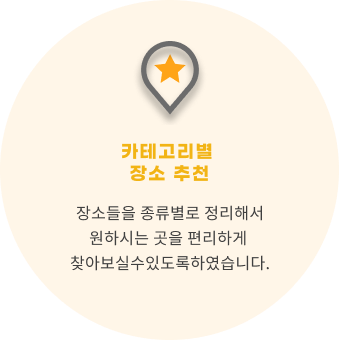 카테고리별
장소 추천
장소들을 종류별로 정리해서
원하시는 곳을 편리하게
찾아보실수있도록하였습니다.